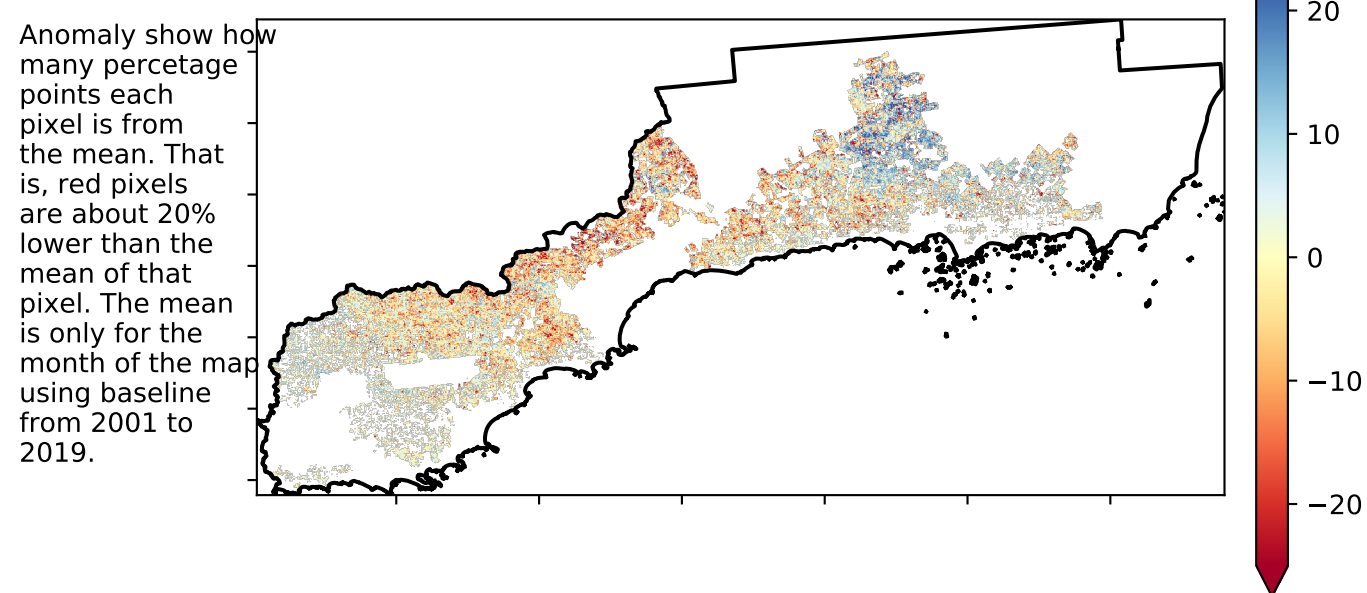 Anomaly show how
many percetage
points each
pixel is from
the mean. That
is, red pixels
are about 20%
lower than the
mean of that
pixel. The mean
is only for the
month of the map
using baseline
from 2001 to
2019.
20
10
0
−10
−20